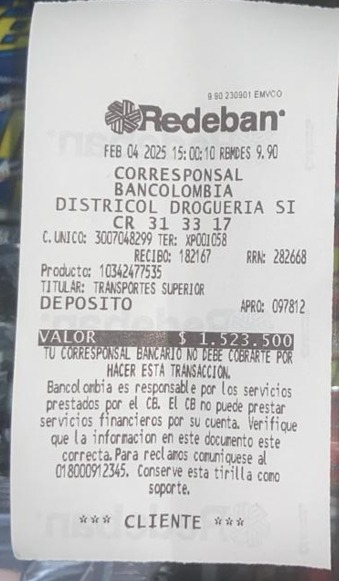 9.90 230901 EMVCO
Redeban
FEB 04 2025 15:00:10 RBMDES 9.90
CORRESPONSAL
BANCOLOMBIA
DISTRICOL DROGUERIA SI
CR 31 33 17
C.UNICO: 3007048299 TER: XP001058
RECIBO: 182167 RRN: 282668
Producto: 10342477535
TITULAR: TRANSPORTES SUPERIOR
DEPOSITO APRO: 097812
VALOR $ 1.523.500
TU CORRESPONSAL BANCARIO NO DEBE COBRARTE POR
HACER ESTA TRANSACCION.
Bancolombia es responsable por los servicios
prestados por el CB. El CB no puede prestar
servicios financieros por su cuenta. Verifique
que la informacion en este documento este
correcta. Para reclamos comuniquese al
018000912345. Conserve esta tirilla como
soporte.
*** CLIENTE ***